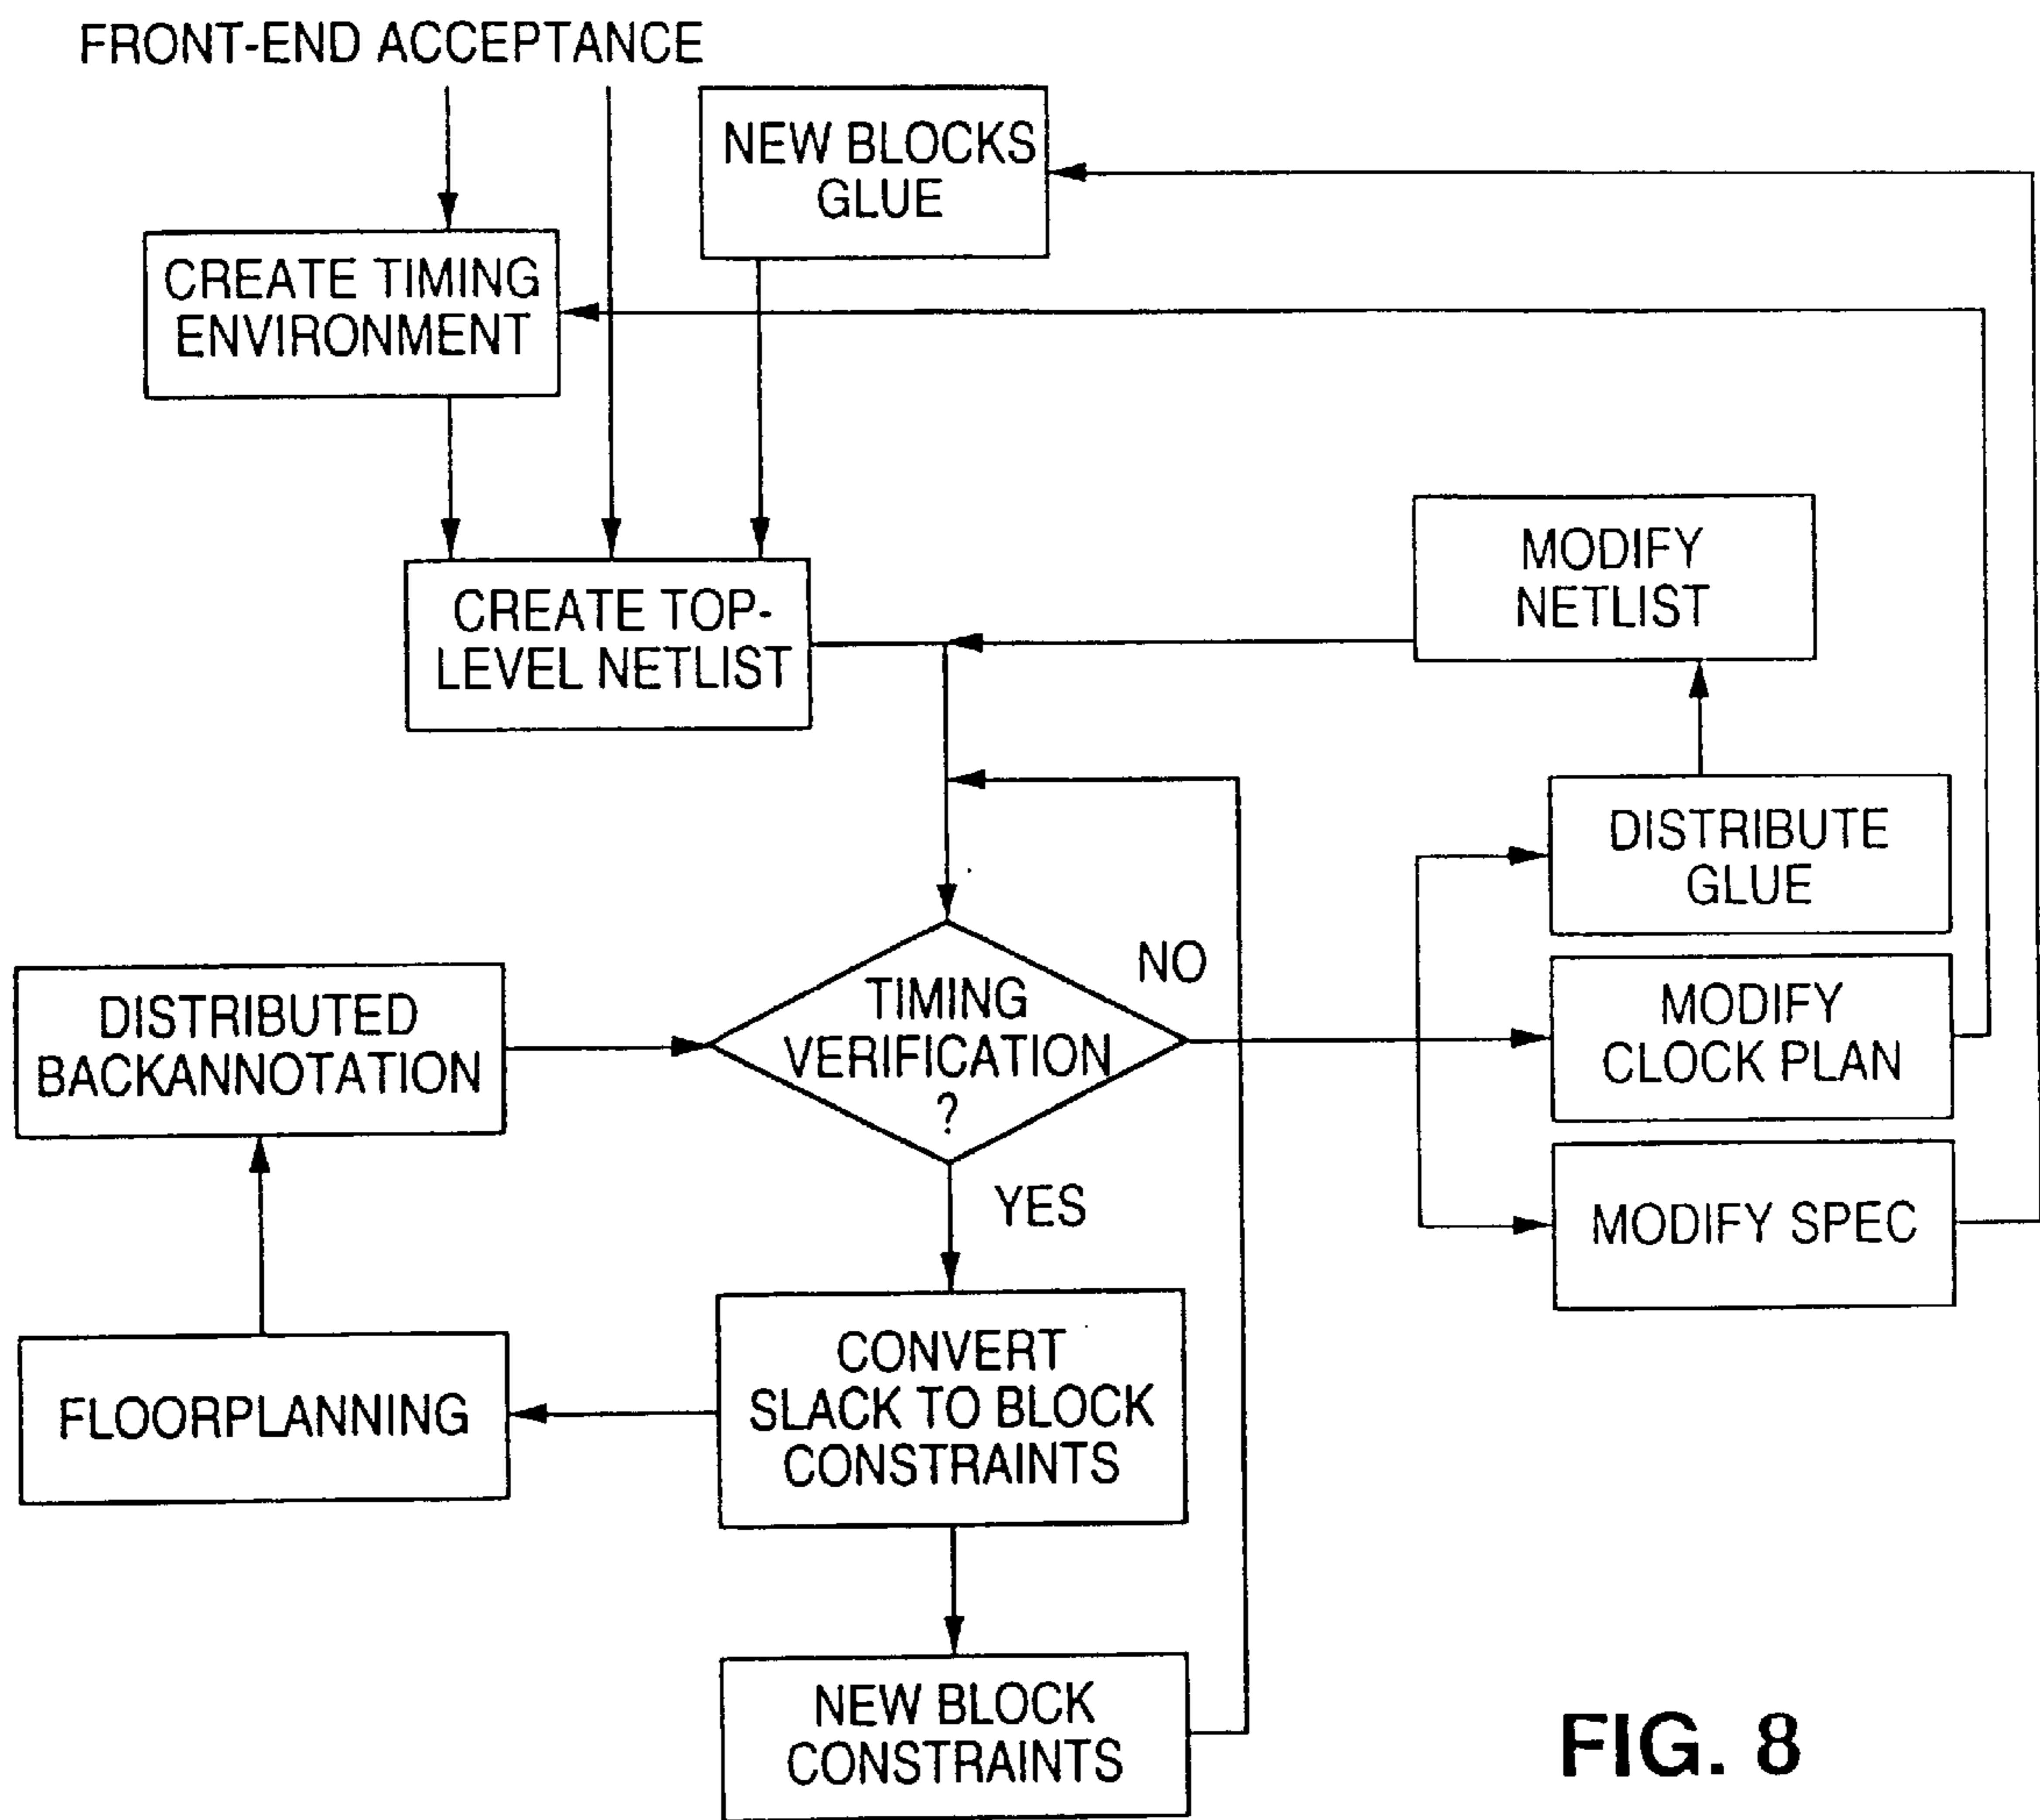 FRONT-END ACCEPTANCE
NEW BLOCKS
GLUE
CREATE TIMING
ENVIRONMENT
MODIFY
NETLIST
CREATE TOP-
LEVEL NETLIST
DISTRIBUTE
GLUE
NO
TIMING
VERIFICATION
?
DISTRIBUTED
BACKANNOTATION
MODIFY
CLOCK PLAN
YES
MODIFY SPEC
CONVERT
SLACK TO BLOCK
CONSTRAINTS
FLOORPLANNING
NEW BLOCK
CONSTRAINTS
FIG. 8